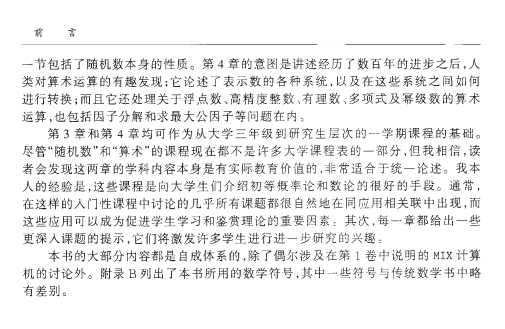 前 言
一节包括了随机数本身的性质。第 4 章的意图是讲述经历了数百年的进步之后,人
类对算术运算的有趣发现;它论述了表示数的各种系统,以及在这些系统之间如何
进行转换;而且它还处理关于浮点数、高精度整数、有理数、多项式及幂级数的算术
运算,也包括因子分解和求最大公因子等问题在内。
第 3 章和第 4 章均可作为从大学三年级到研究生层次的一学期课程的基础。
尽管“随机数”和“算术”的课程现在都不是许多大学课程表的一部分,但我相信,读
者会发现这两章的学科内容本身是有实际教育价值的,非常适合于统一论述。我本
人的经验是,这些课程是向大学生们介绍初等概率论和数论的很好的手段。通常,
在这样的入门性课程中讨论的几乎所有课题都很自然地在同应用相关联中出现,而
这些应用可以成为促进学生学习和鉴赏理论的重要因素。其次,每一章都给出一些
更深入课题的提示,它们将激发许多学生进行进一步研究的兴趣。
本书的大部分内容都是自成体系的,除了偶尔涉及在第 1 卷中说明的 MIX 计算
机的讨论外。附录 B 列出了本书所用的数学符号,其中一些符号与传统数学书中略
有差别。